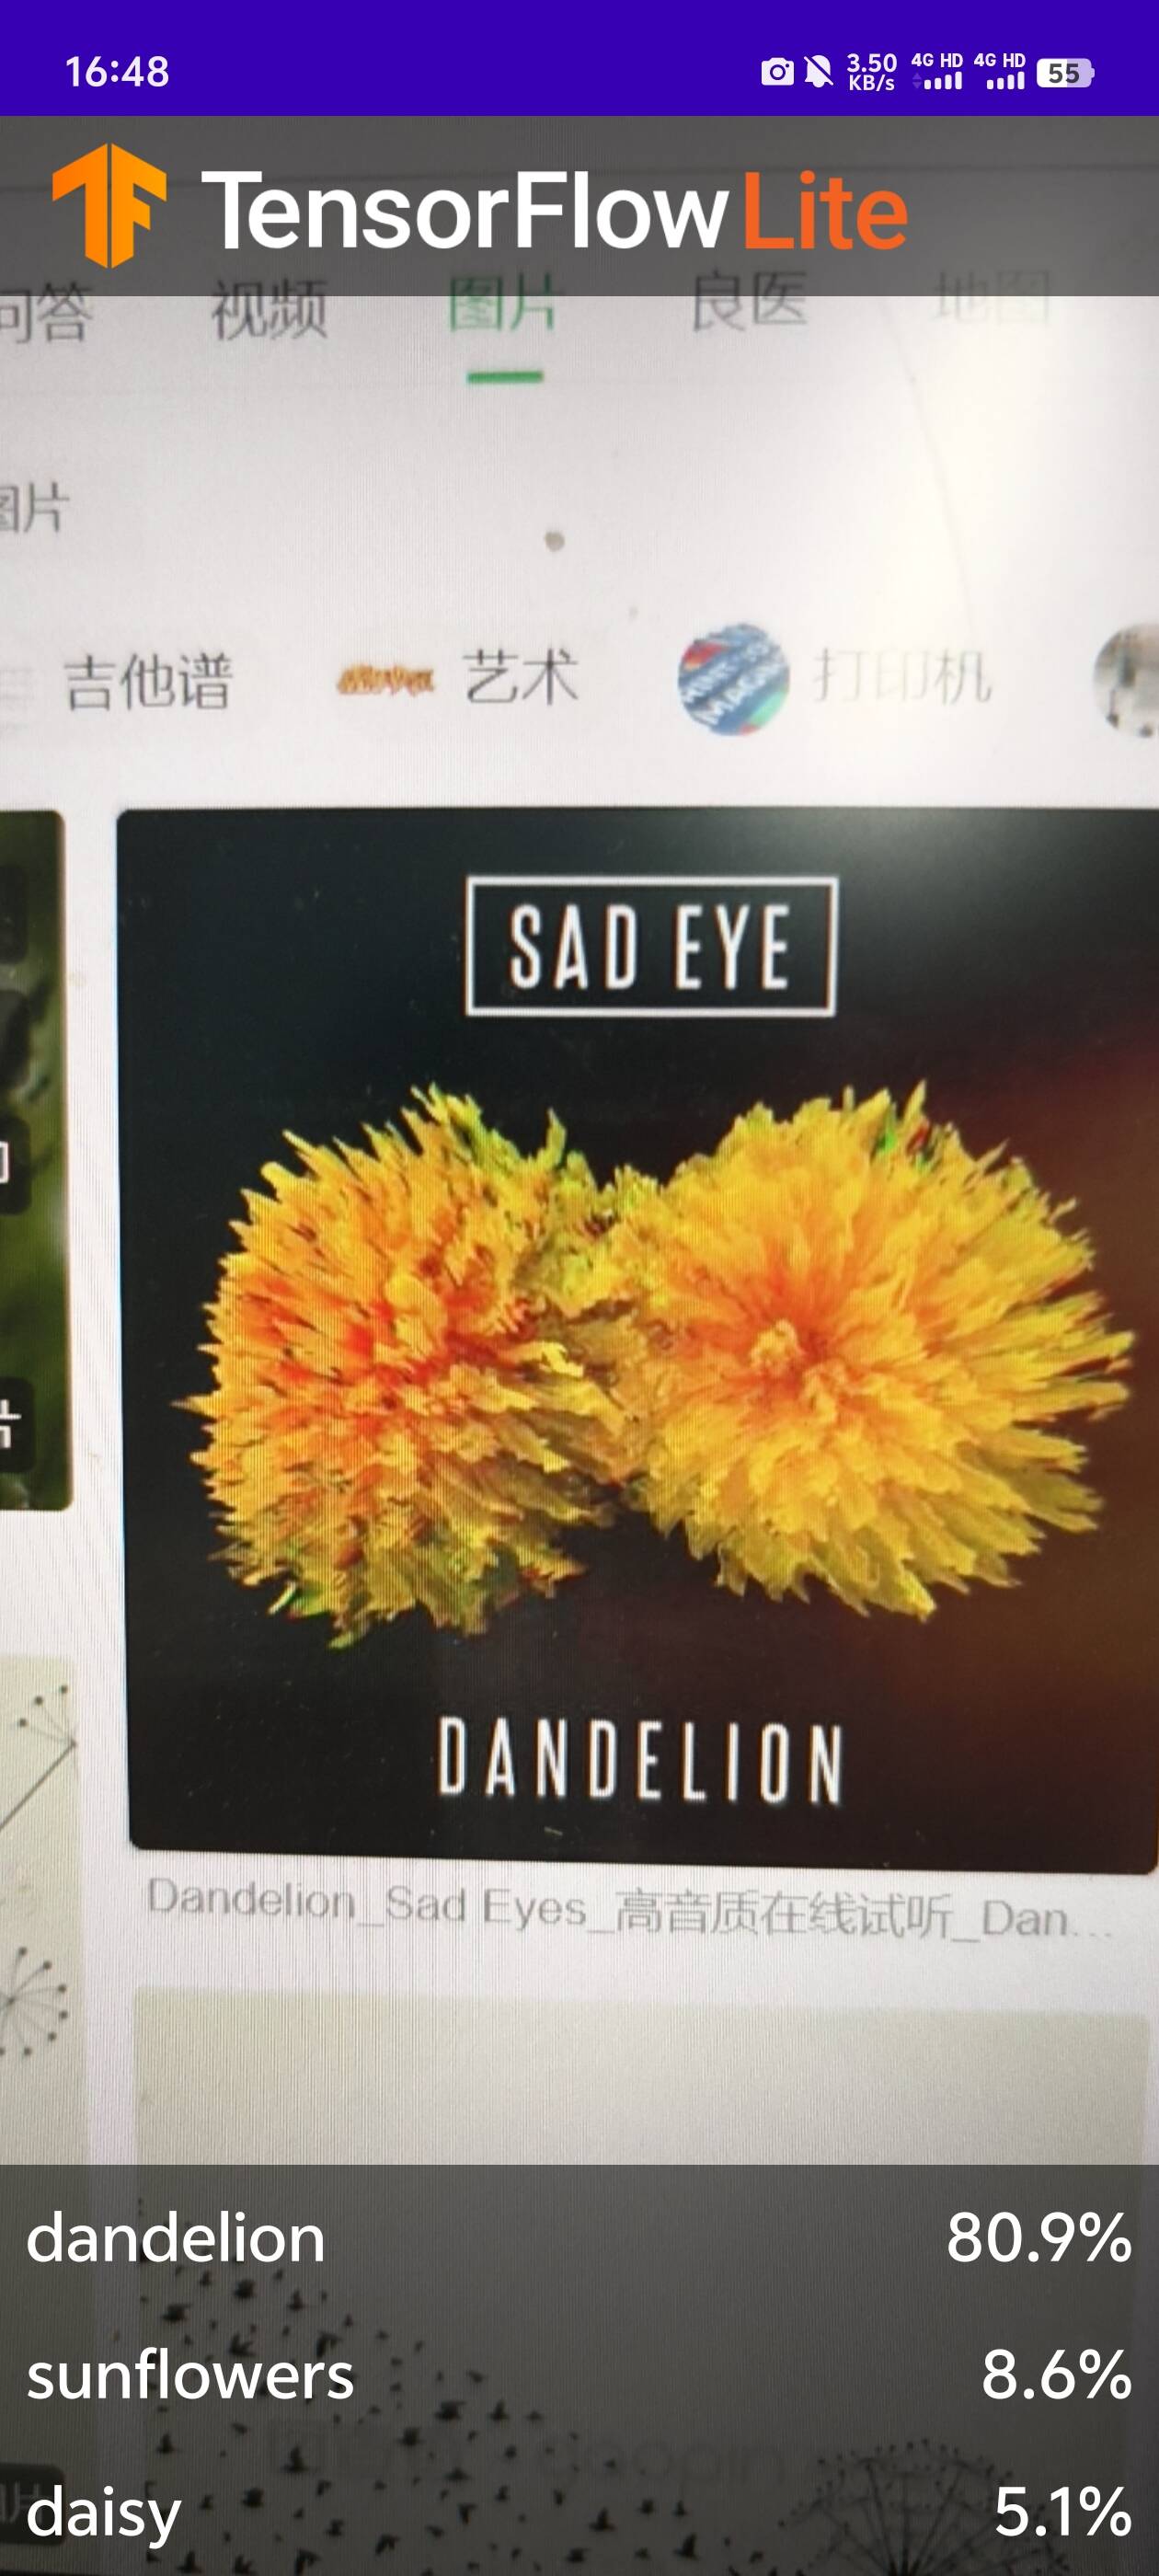 16:48 3.50 KB/s 4G HD 4G HD 55
TensorFlow Lite
问答 视频 图片 良医 地图
图片
吉他谱 艺术 打印机
SAD EYE
DANDELION
Dandelion_Sad Eyes_高音质在线试听_Dan...
dandelion 80.9%
sunflowers 8.6%
daisy 5.1%